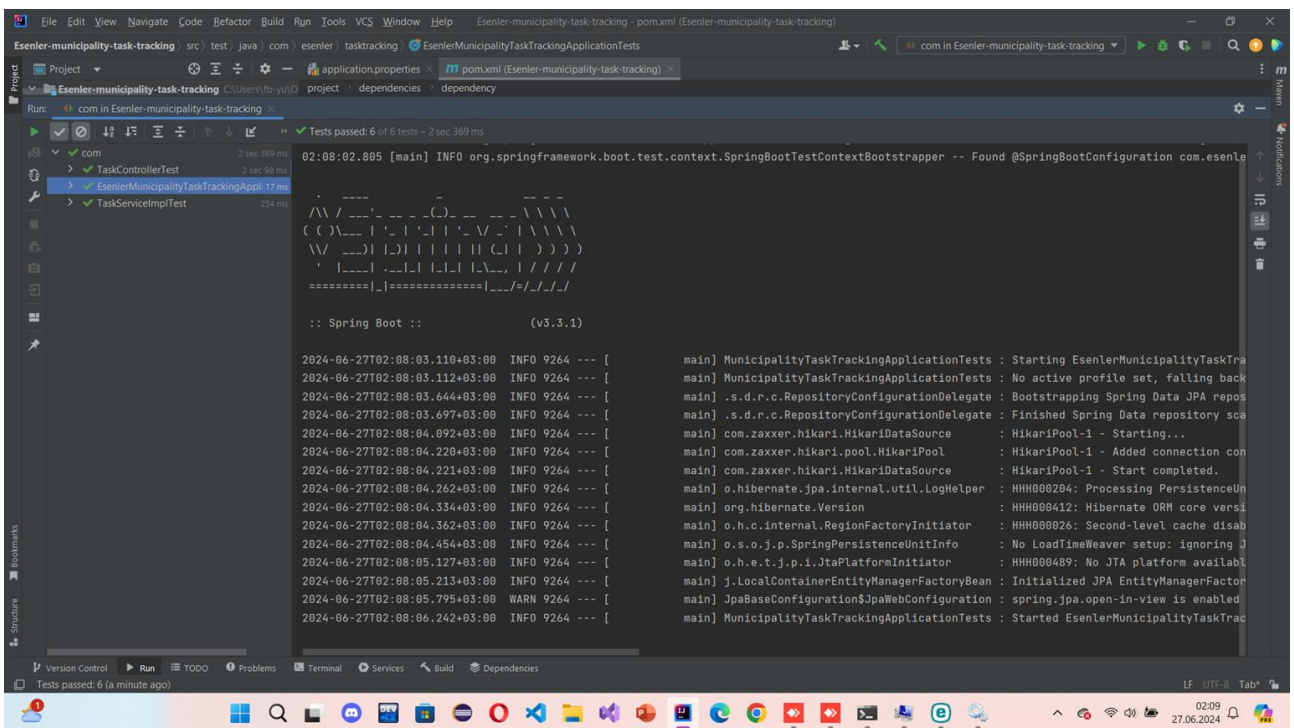 File Edit View Navigate Code Refactor Build Run Tools VCS Window Help Esenler-municipality-task-tracking - pom.xml (Esenler-municipality-task-tracking)
Esenler-municipality-task-tracking src test java com esenler tasktracking EsenlerMunicipalityTaskTrackingApplicationTests com in Esenler-municipality-task-tracking
Project application.properties pom.xml (Esenler-municipality-task-tracking)
Esenler-municipality-task-tracking C:\Users\fb-yu\O project dependencies dependency
Run: com in Esenler-municipality-task-tracking
Tests passed: 6 of 6 tests – 2 sec 369 ms
com 2 sec 369 ms
TaskControllerTest 2 sec 98 ms
EsenlerMunicipalityTaskTrackingAppli 17 ms
TaskServiceImplTest 254 ms
02:08:02.805 [main] INFO org.springframework.boot.test.context.SpringBootTestContextBootstrapper -- Found @SpringBootConfiguration com.esenle
:: Spring Boot :: (v3.3.1)
2024-06-27T02:08:03.110+03:00 INFO 9264 --- [ main] MunicipalityTaskTrackingApplicationTests : Starting EsenlerMunicipalityTaskTra
2024-06-27T02:08:03.112+03:00 INFO 9264 --- [ main] MunicipalityTaskTrackingApplicationTests : No active profile set, falling back
2024-06-27T02:08:03.644+03:00 INFO 9264 --- [ main] .s.d.r.c.RepositoryConfigurationDelegate : Bootstrapping Spring Data JPA repos
2024-06-27T02:08:03.697+03:00 INFO 9264 --- [ main] .s.d.r.c.RepositoryConfigurationDelegate : Finished Spring Data repository sca
2024-06-27T02:08:04.092+03:00 INFO 9264 --- [ main] com.zaxxer.hikari.HikariDataSource : HikariPool-1 - Starting...
2024-06-27T02:08:04.220+03:00 INFO 9264 --- [ main] com.zaxxer.hikari.pool.HikariPool : HikariPool-1 - Added connection con
2024-06-27T02:08:04.221+03:00 INFO 9264 --- [ main] com.zaxxer.hikari.HikariDataSource : HikariPool-1 - Start completed.
2024-06-27T02:08:04.262+03:00 INFO 9264 --- [ main] o.hibernate.jpa.internal.util.LogHelper : HHH000204: Processing PersistenceUn
2024-06-27T02:08:04.334+03:00 INFO 9264 --- [ main] org.hibernate.Version : HHH000412: Hibernate ORM core versi
2024-06-27T02:08:04.362+03:00 INFO 9264 --- [ main] o.h.c.internal.RegionFactoryInitiator : HHH000026: Second-level cache disab
2024-06-27T02:08:04.454+03:00 INFO 9264 --- [ main] o.s.o.j.p.SpringPersistenceUnitInfo : No LoadTimeWeaver setup: ignoring J
2024-06-27T02:08:05.127+03:00 INFO 9264 --- [ main] o.h.e.t.j.p.i.JtaPlatformInitiator : HHH000489: No JTA platform availabl
2024-06-27T02:08:05.213+03:00 INFO 9264 --- [ main] j.LocalContainerEntityManagerFactoryBean : Initialized JPA EntityManagerFactor
2024-06-27T02:08:05.795+03:00 WARN 9264 --- [ main] JpaBaseConfiguration$JpaWebConfiguration : spring.jpa.open-in-view is enabled
2024-06-27T02:08:06.242+03:00 INFO 9264 --- [ main] MunicipalityTaskTrackingApplicationTests : Started EsenlerMunicipalityTaskTrac
Project
Bookmarks
Structure
Maven
Notifications
Version Control Run TODO Problems Terminal Services Build Dependencies
Tests passed: 6 (a minute ago) LF UTF-8 Tab*
02:09
27.06.2024